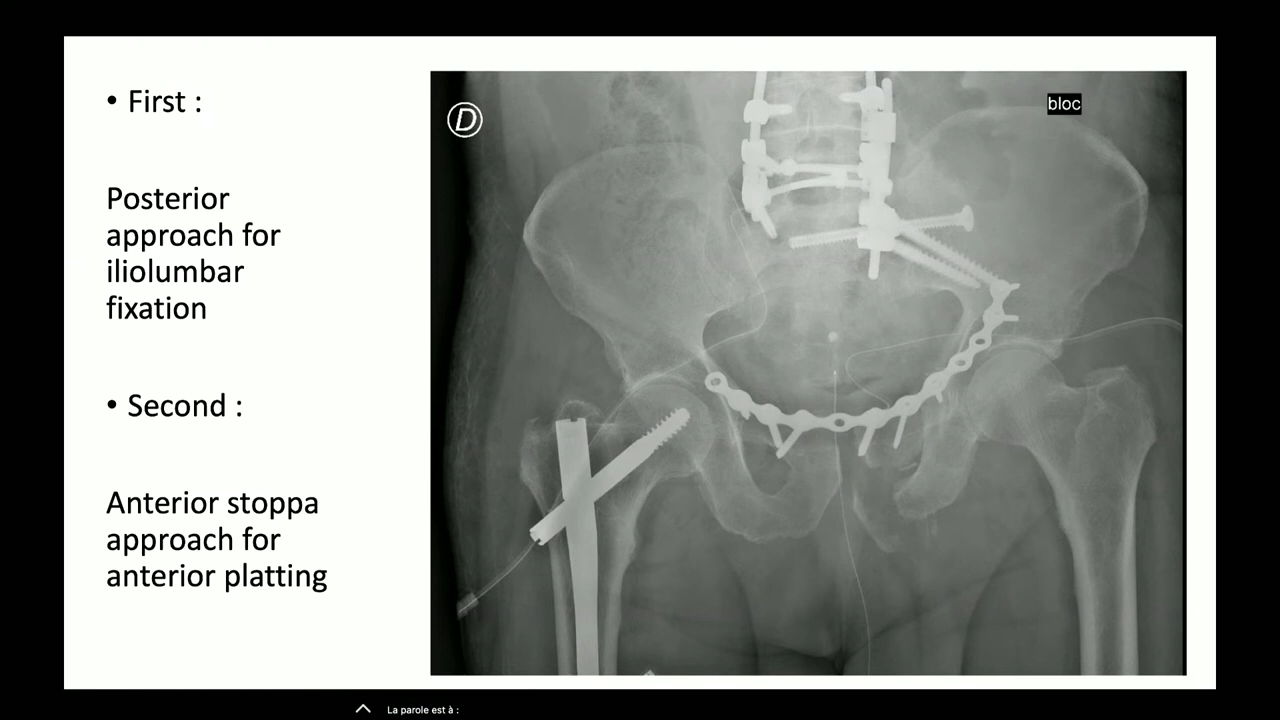 • First :
Posterior
approach for
iliolumbar
fixation
• Second :
Anterior stoppa
approach for
anterior platting
D
bloc
La parole est à :